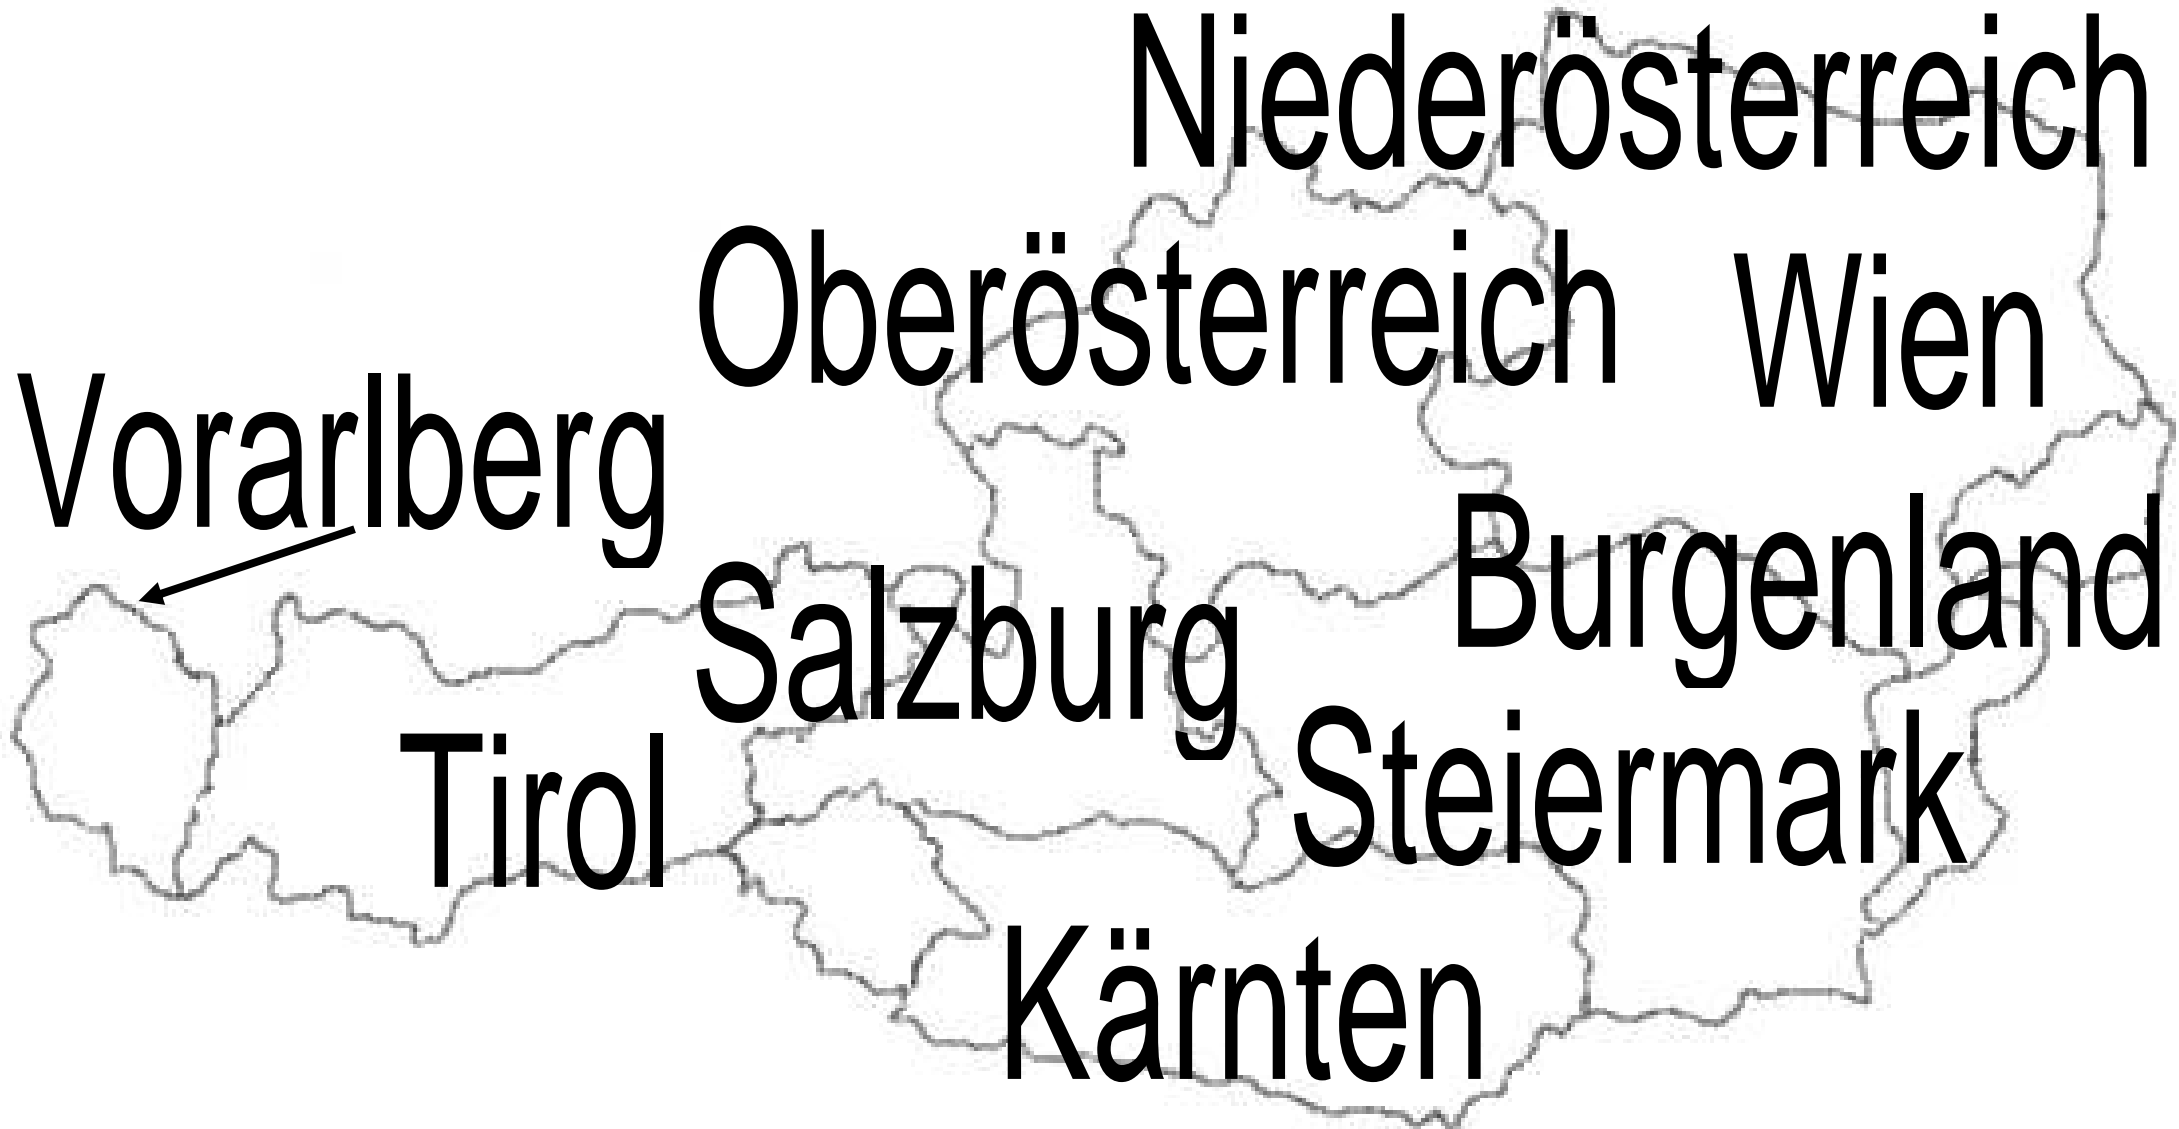 Niederösterreich
Oberösterreich
Wien
Vorarlberg
Burgenland
Salzburg
Steiermark
Tirol
Kärnten